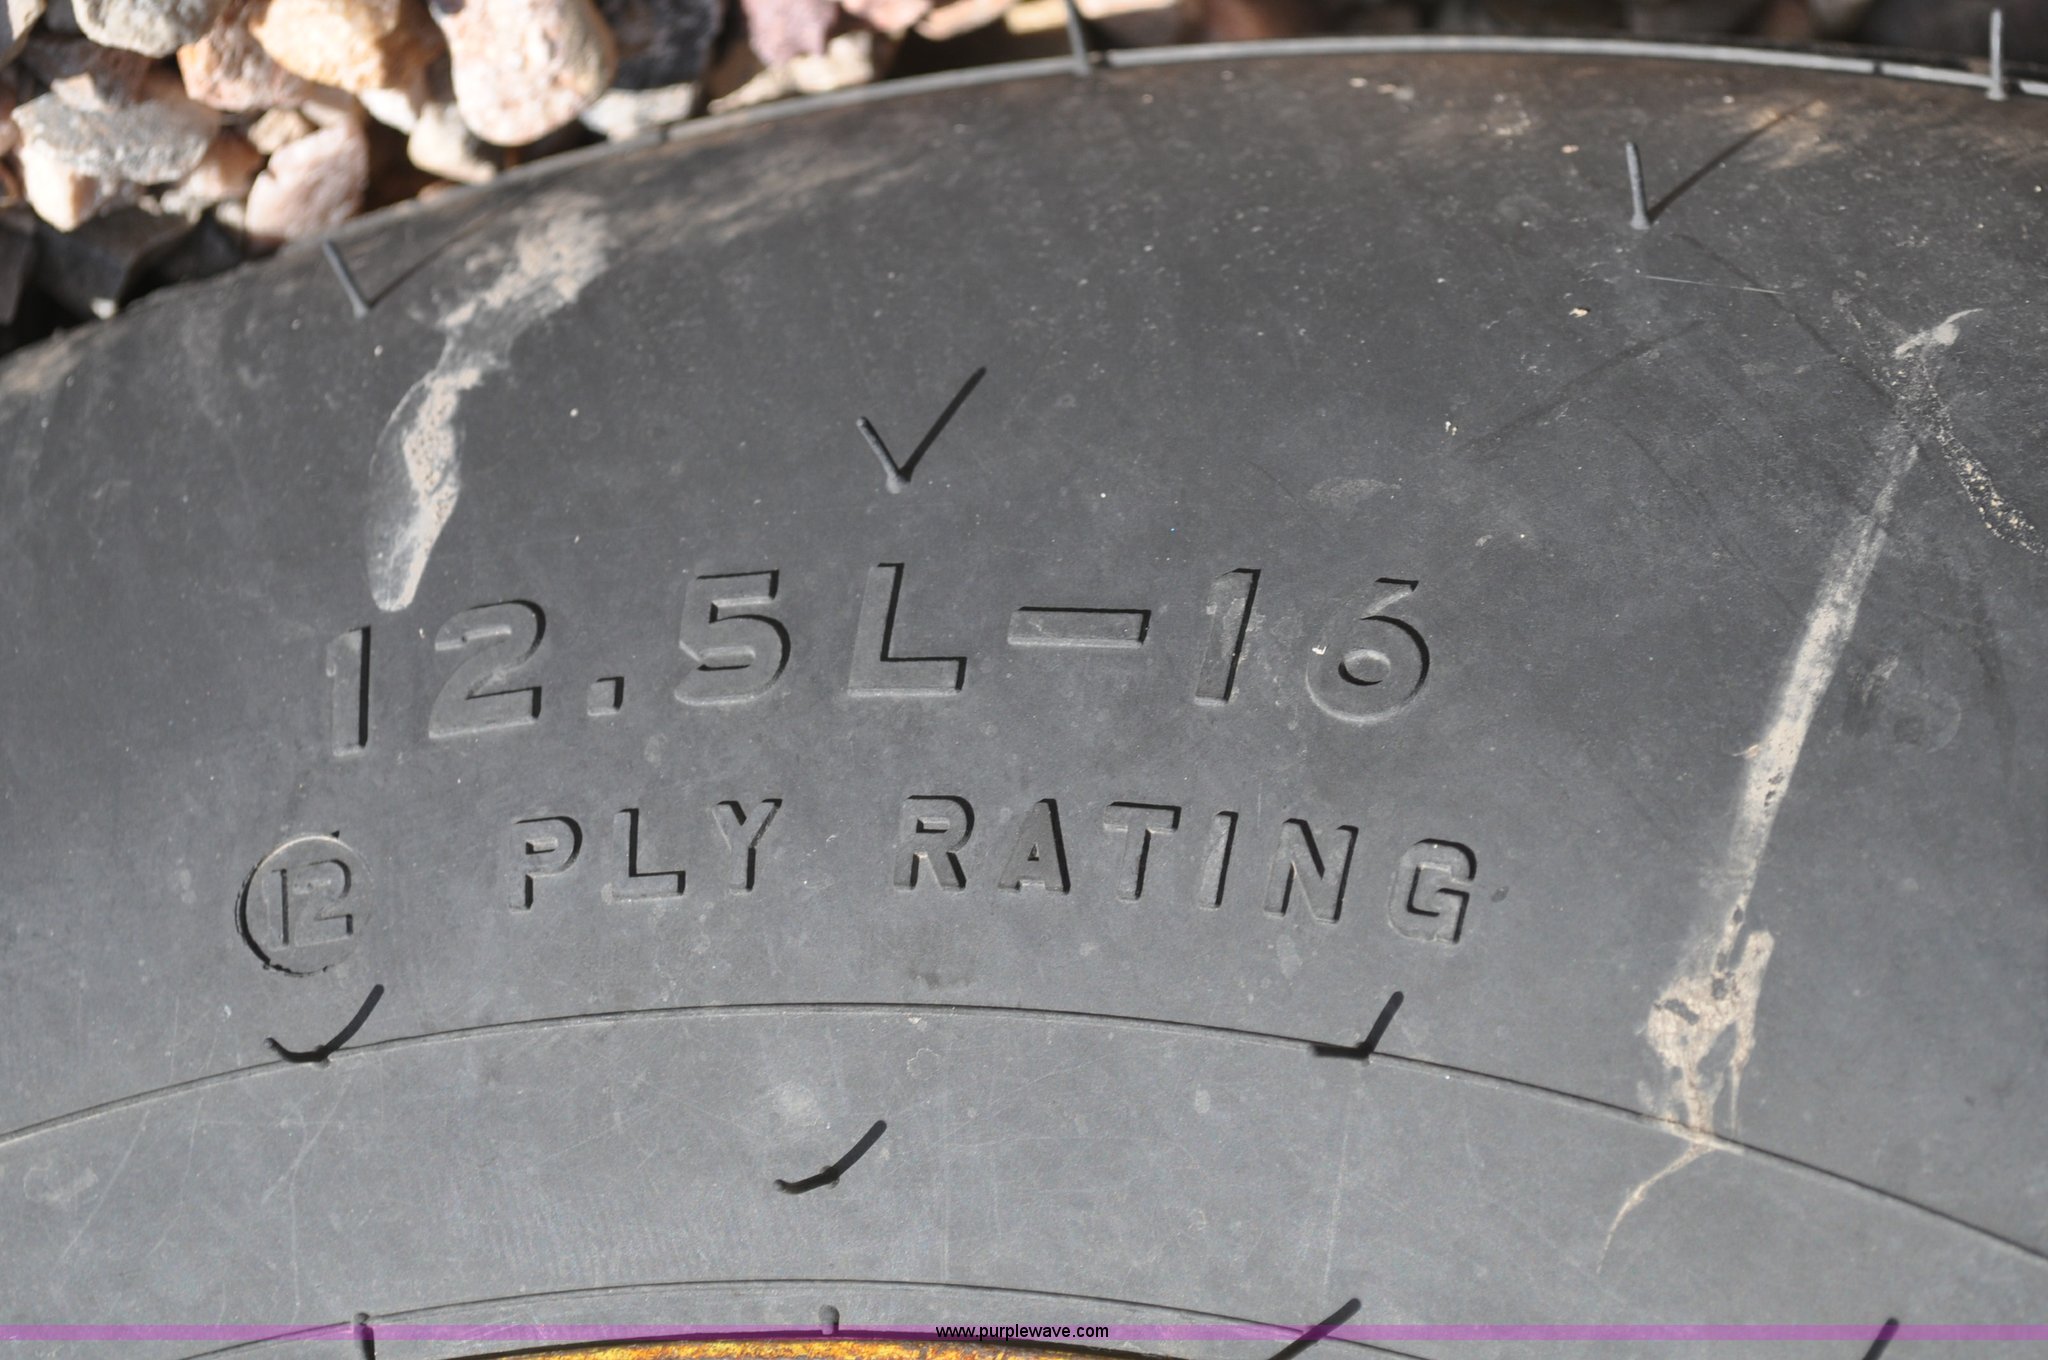 12.5L-16
12 PLY RATING
www.purplewave.com